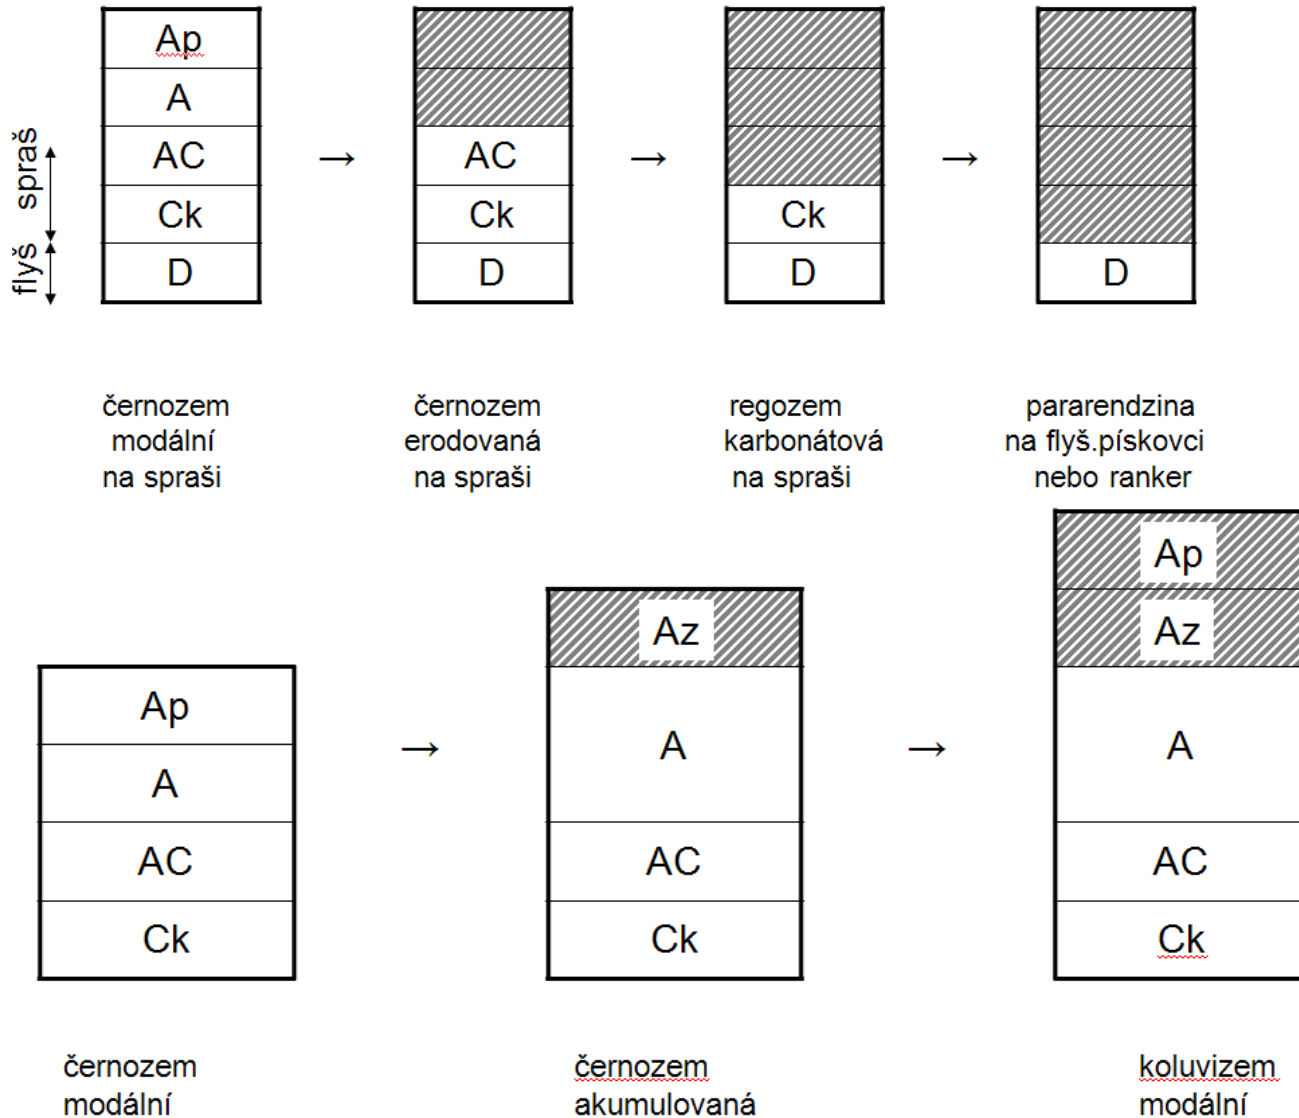 spraš
flyš
Ap
A
AC
Ck
D
→
AC
Ck
D
→
Ck
D
→
D
černozem
modální
na spraši
černozem
erodovaná
na spraši
regozem
karbonátová
na spraši
pararendzina
na flyš.pískovci
nebo ranker
Ap
A
AC
Ck
→
Az
A
AC
Ck
→
Ap
Az
A
AC
Ck
černozem
modální
černozem
akumulovaná
koluvizem
modální